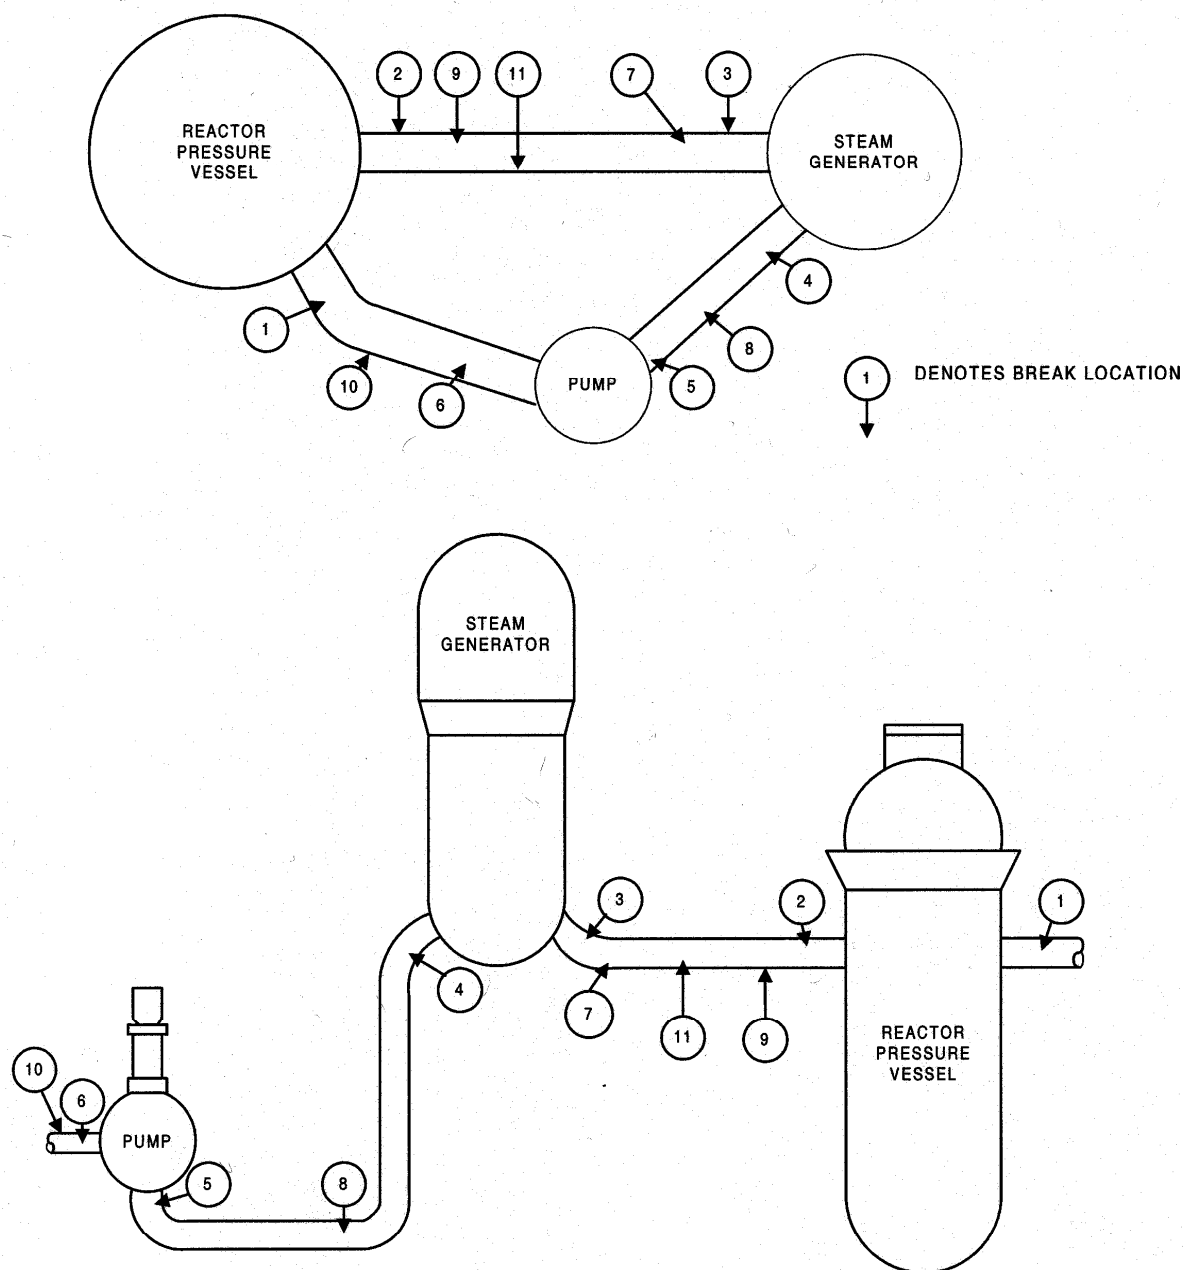 2
9
11
7
3
REACTOR
PRESSURE
VESSEL
STEAM
GENERATOR
4
1
8
10
6
PUMP
5
1
DENOTES BREAK LOCATION
STEAM
GENERATOR
3
2
1
4
7
11
9
REACTOR
PRESSURE
VESSEL
10
6
PUMP
5
8